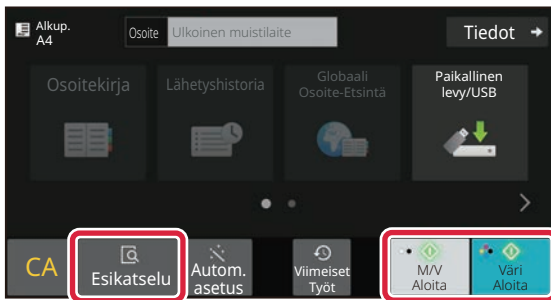 Alkup.
A4
Osoite
Ulkoinen muistilaite
Tiedot
Osoitekirja
Lähetyshistoria
Globaali
Osoite-Etsintä
Paikallinen
levy/USB
CA
Esikatselu
Autom.
asetus
Viimeiset
Työt
M/V
Aloita
Väri
Aloita